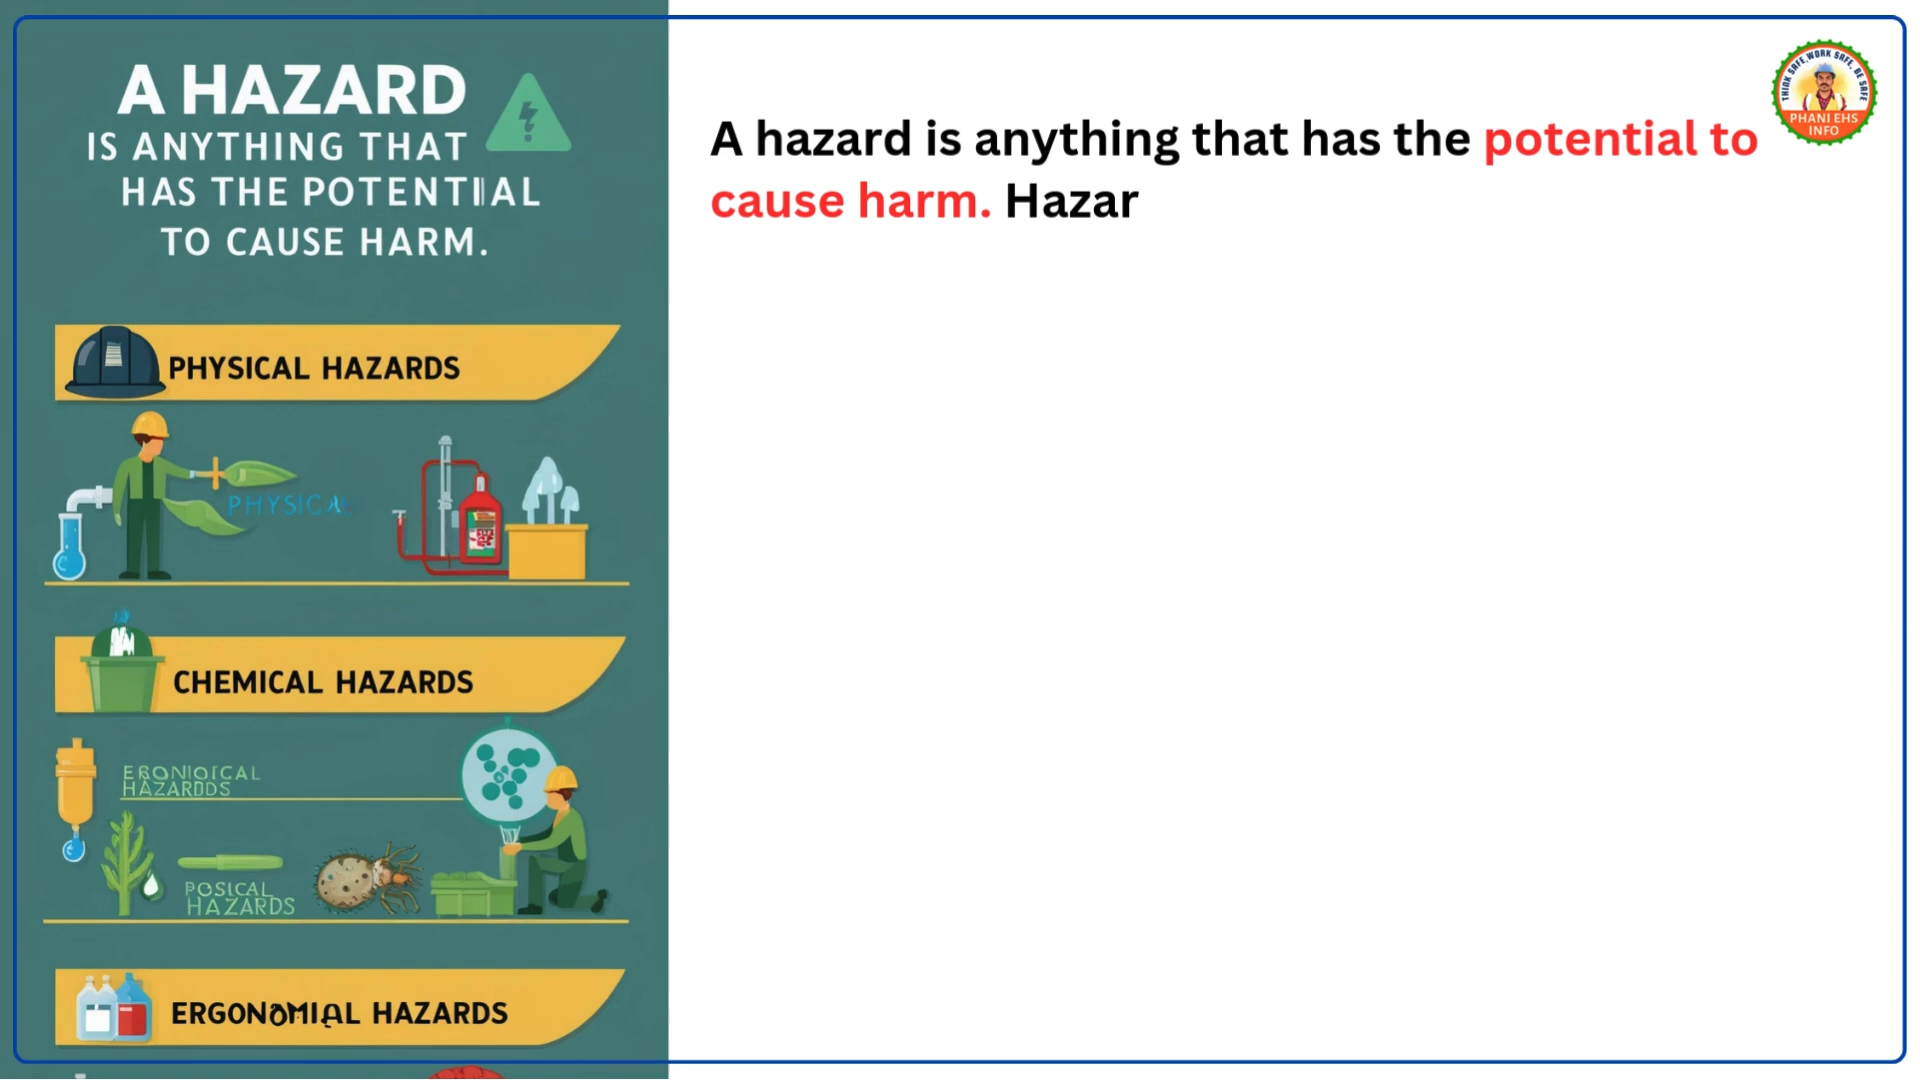 A HAZARD
IS ANYTHING THAT
HAS THE POTENTIAL
TO CAUSE HARM.
PHYSICAL HAZARDS
PHYSICAL
CHEMICAL HAZARDS
ERONIOICAL
HAZARDDS
POSICAL
HAZARDS
ERGONOMIAL HAZARDS
A hazard is anything that has the potential to
cause harm. Hazar
THINK SAFE, WORK SAFE, BE SAFE
PHANI EHS
INFO